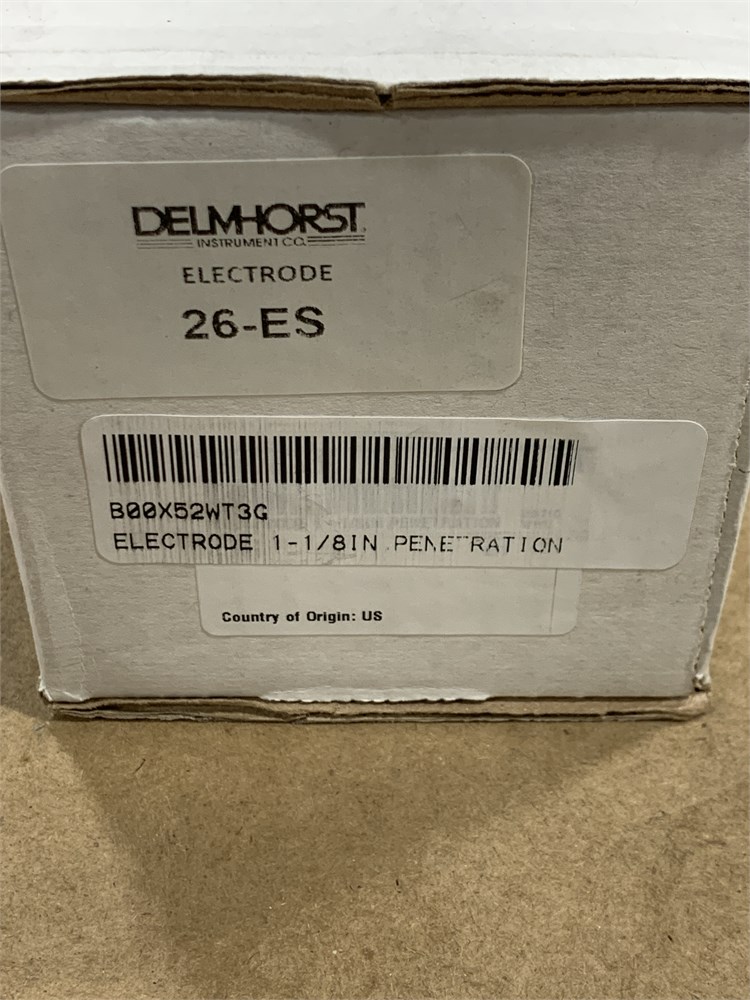 DELMHORST
INSTRUMENT CO.
ELECTRODE
26-ES
B00X52WT3G
ELECTRODE 1-1/8IN PENETRATION
Country of Origin: US